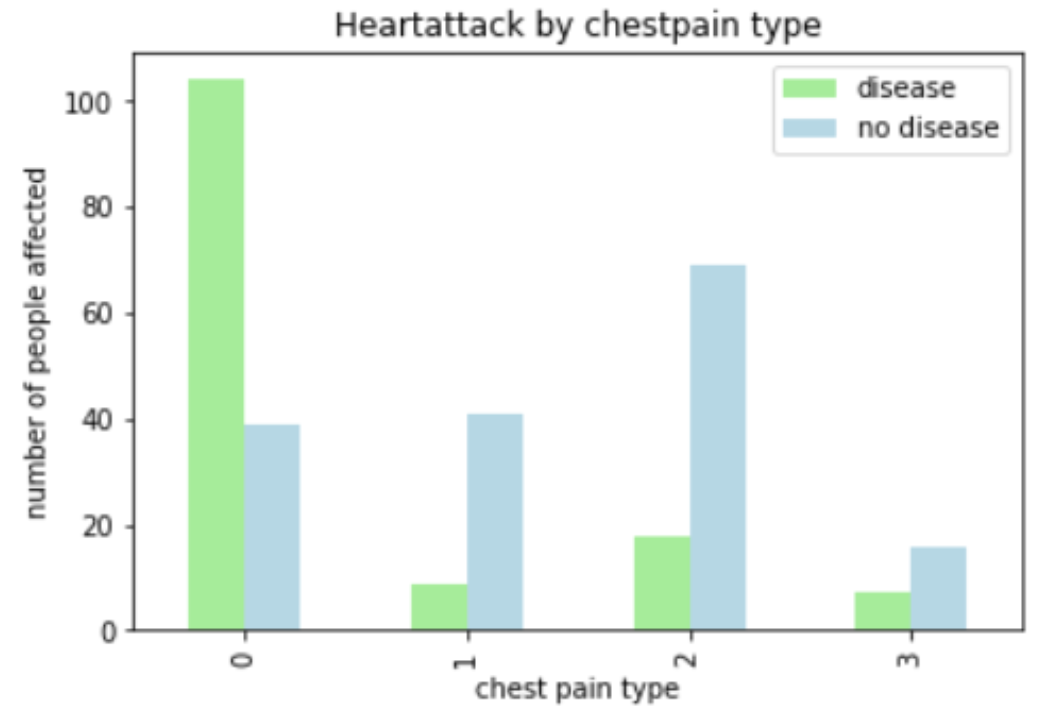 Heartattack by chestpain type
disease
no disease
number of people affected
100
80
60
40
20
0
0
1
2
3
chest pain type